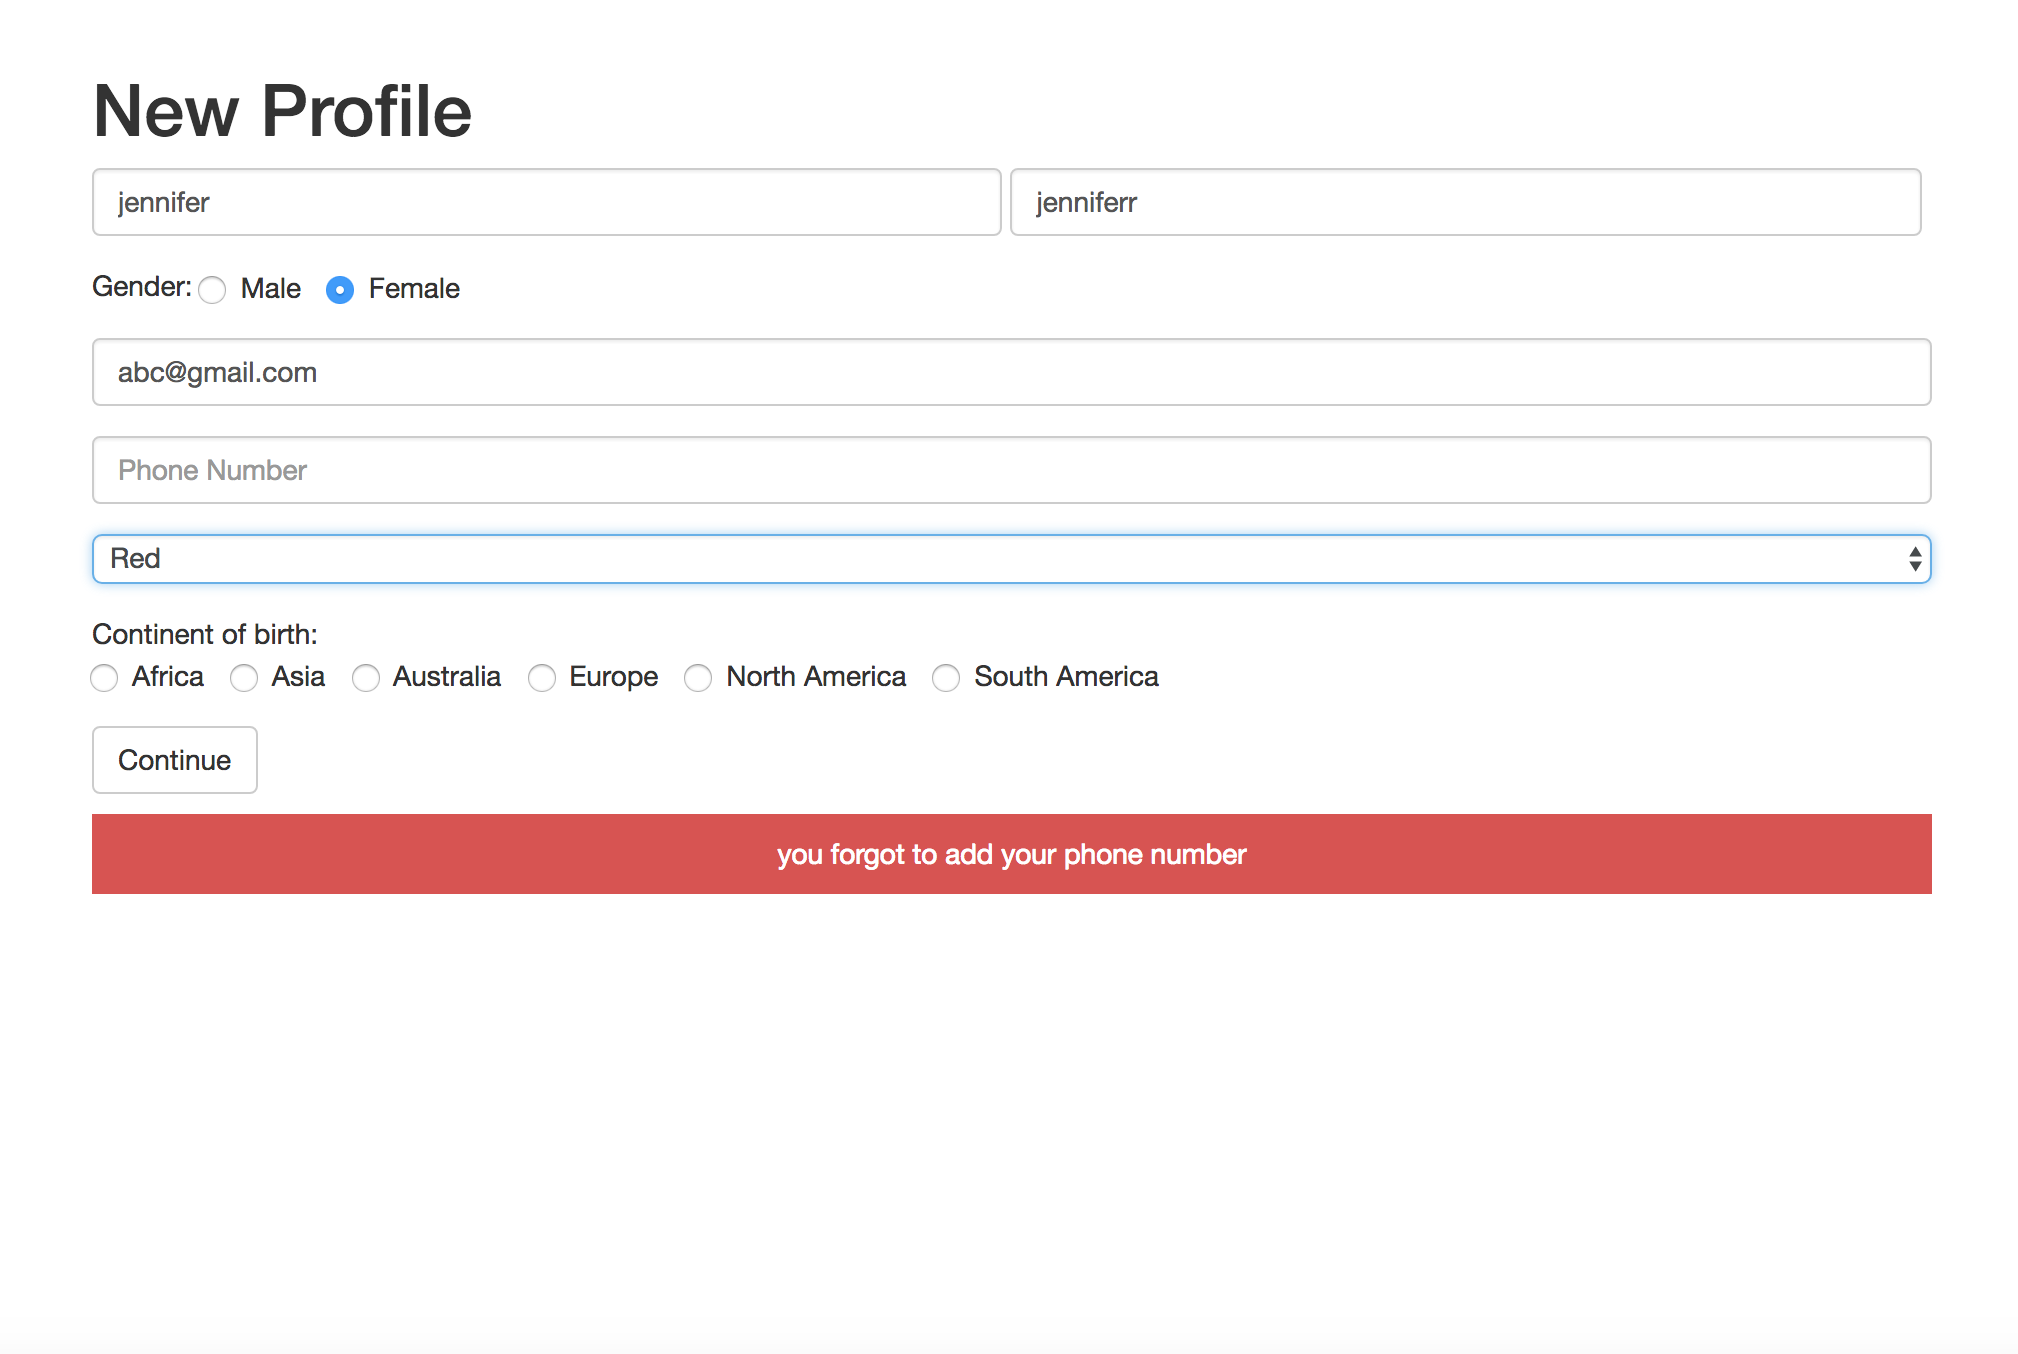 New Profile
jennifer jenniferr
Gender: Male Female
abc@gmail.com
Phone Number
Red
Continent of birth:
Africa Asia Australia Europe North America South America
Continue
you forgot to add your phone number